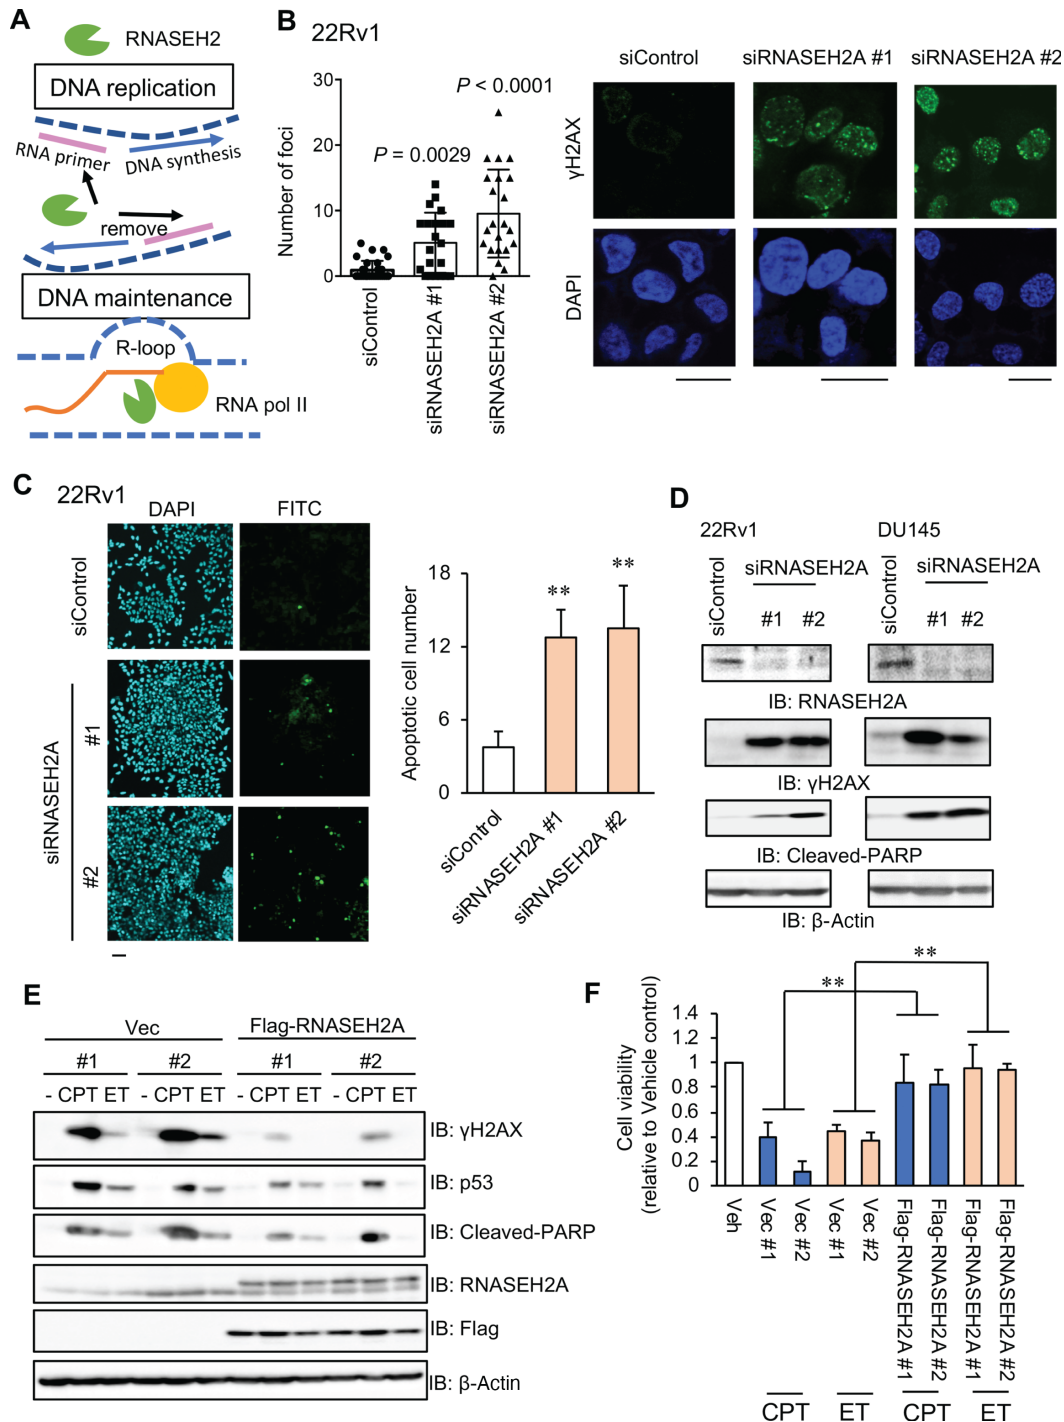 A
RNASEH2
DNA replication
RNA primer
DNA synthesis
remove
DNA maintenance
R-loop
RNA pol II
B
22Rv1
Number of foci
30
20
10
0
P = 0.0029
P < 0.0001
siControl
siRNASEH2A #1
siRNASEH2A #2
siControl
siRNASEH2A #1
siRNASEH2A #2
γH2AX
DAPI
C
22Rv1
DAPI
FITC
siControl
siRNASEH2A
#1
#2
Apoptotic cell number
18
12
6
0
**
**
siControl
siRNASEH2A #1
siRNASEH2A #2
D
22Rv1
DU145
siControl
siRNASEH2A
#1 #2
siControl
siRNASEH2A
#1 #2
IB: RNASEH2A
IB: γH2AX
IB: Cleaved-PARP
IB: β-Actin
E
Vec
Flag-RNASEH2A
#1 #2 #1 #2
- CPT ET - CPT ET - CPT ET - CPT ET
IB: γH2AX
IB: p53
IB: Cleaved-PARP
IB: RNASEH2A
IB: Flag
IB: β-Actin
F
**
**
Cell viability
(relative to Vehicle control)
1.4
1.2
1
0.8
0.6
0.4
0.2
0
Veh
Vec #1
Vec #2
Vec #1
Vec #2
Flag-RNASEH2A #1
Flag-RNASEH2A #2
Flag-RNASEH2A #1
Flag-RNASEH2A #2
CPT ET CPT ET